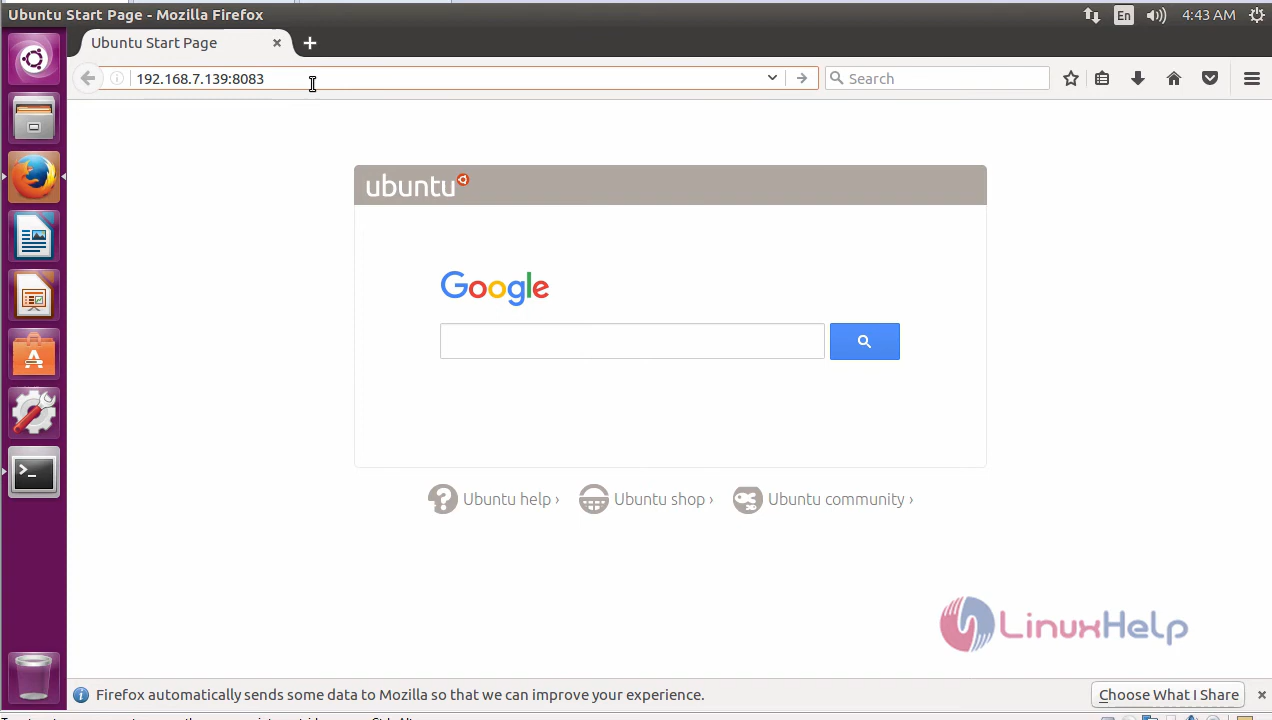 Ubuntu Start Page - Mozilla Firefox
En
4:43 AM
Ubuntu Start Page
192.168.7.139:8083
Search
ubuntu
Google
Ubuntu help ›
Ubuntu shop ›
Ubuntu community ›
LinuxHelp
Firefox automatically sends some data to Mozilla so that we can improve your experience.
Choose What I Share